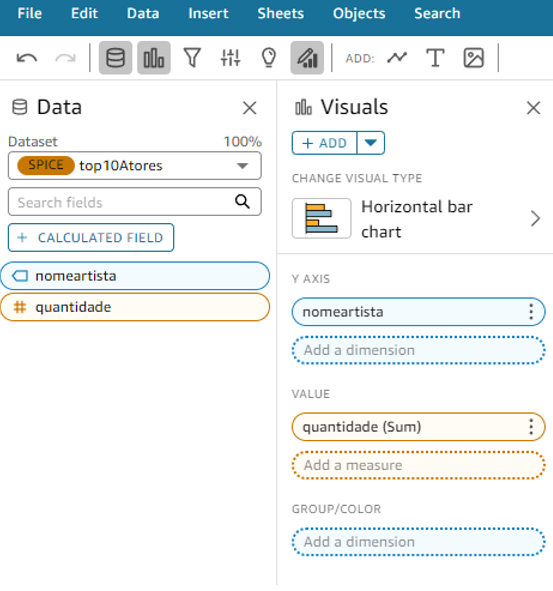 File Edit Data Insert Sheets Objects Search
ADD: T
Data
Dataset 100%
SPICE top10Atores
Search fields
+ CALCULATED FIELD
nomeartista
# quantidade
Visuals
+ ADD
CHANGE VISUAL TYPE
Horizontal bar
chart
Y AXIS
nomeartista
Add a dimension
VALUE
quantidade (Sum)
Add a measure
GROUP/COLOR
Add a dimension